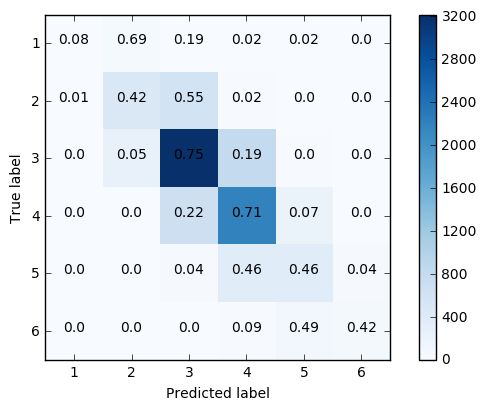 1 0.08 0.69 0.19 0.02 0.02 0.0
2 0.01 0.42 0.55 0.02 0.0 0.0
3 0.0 0.05 0.75 0.19 0.0 0.0
4 0.0 0.0 0.22 0.71 0.07 0.0
5 0.0 0.0 0.04 0.46 0.46 0.04
6 0.0 0.0 0.0 0.09 0.49 0.42
1 2 3 4 5 6
True label
Predicted label
3200
2800
2400
2000
1600
1200
800
400
0